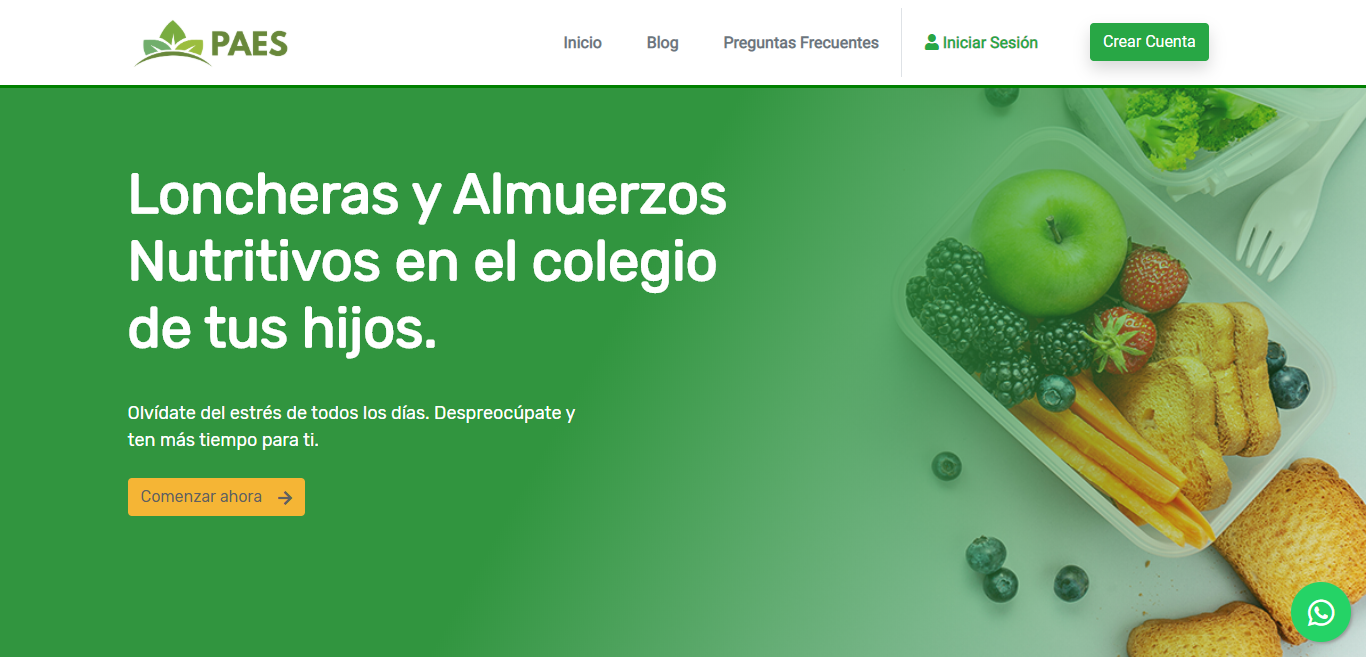 PAES
Inicio
Blog
Preguntas Frecuentes
Iniciar Sesión
Crear Cuenta
Loncheras y Almuerzos
Nutritivos en el colegio
de tus hijos.
Olvídate del estrés de todos los días. Despreocúpate y
ten más tiempo para ti.
Comenzar ahora